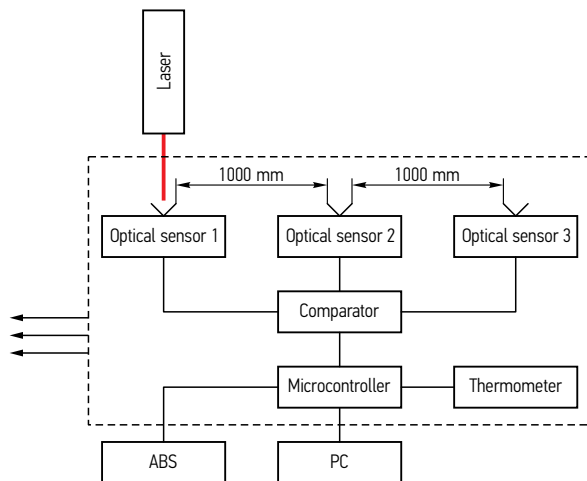 Laser
1000 mm
1000 mm
Optical sensor 1
Optical sensor 2
Optical sensor 3
Comparator
Microcontroller
Thermometer
ABS
PC